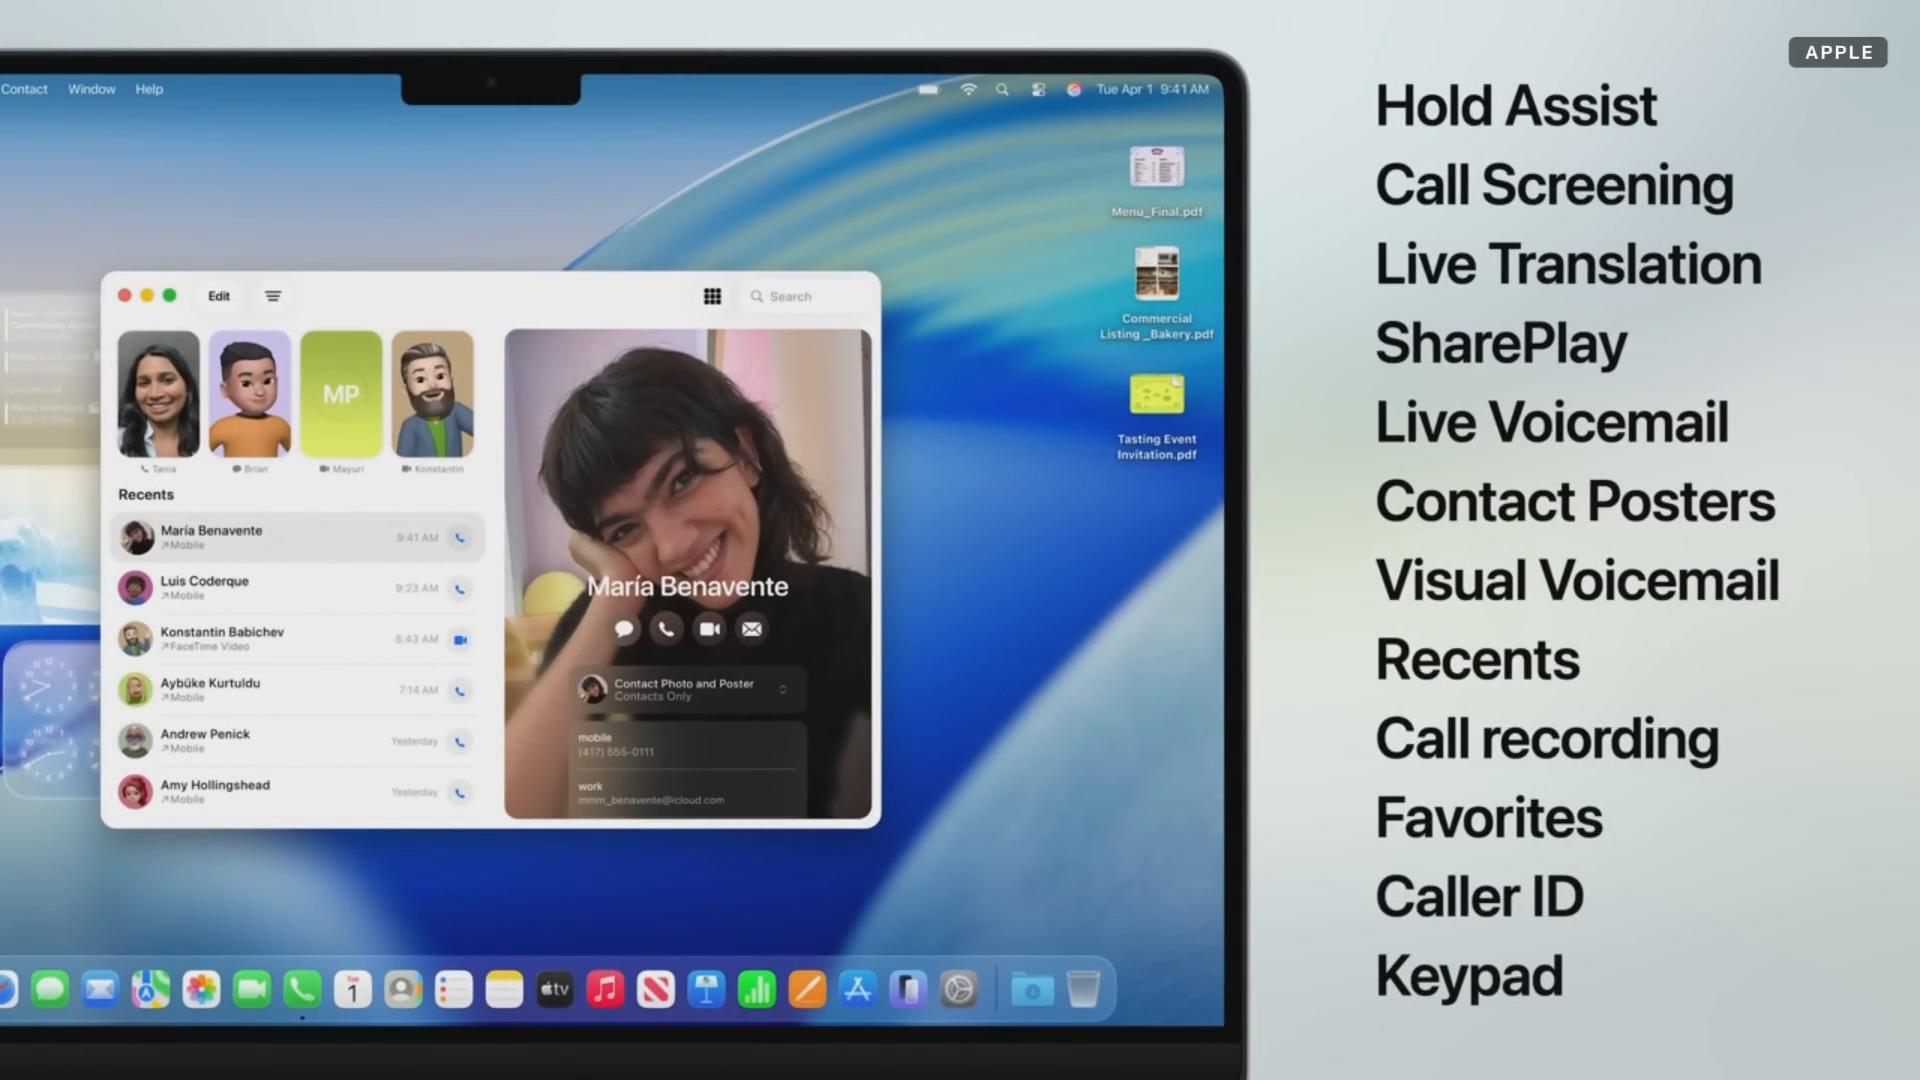 APPLE
Contact Window Help
Tue Apr 1 9:41 AM
Menu_Final.pdf
Commercial
Listing _Bakery.pdf
Tasting Event
Invitation.pdf
Edit
Search
MP
Tania
Brian
Mayuri
Konstantin
Recents
María Benavente
Mobile
9:41 AM
Luis Coderque
Mobile
9:23 AM
Konstantin Babichev
FaceTime Video
8:43 AM
Aybüke Kurtuldu
Mobile
7:14 AM
Andrew Penick
Mobile
Yesterday
Amy Hollingshead
Mobile
Yesterday
María Benavente
Contact Photo and Poster
Contacts Only
mobile
(417) 555-0111
work
mmm_benavente@icloud.com
Tue
1
tv
Hold Assist
Call Screening
Live Translation
SharePlay
Live Voicemail
Contact Posters
Visual Voicemail
Recents
Call recording
Favorites
Caller ID
Keypad